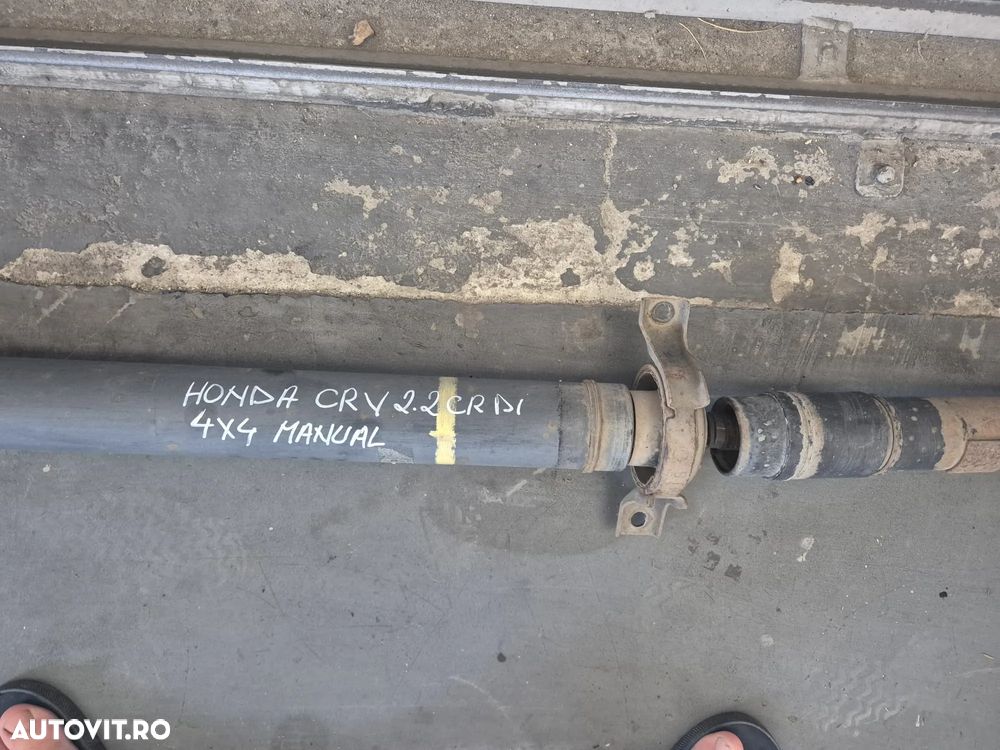 HONDA CRV 2.2 CRDI
4X4 MANUAL
AUTOVIT.RO